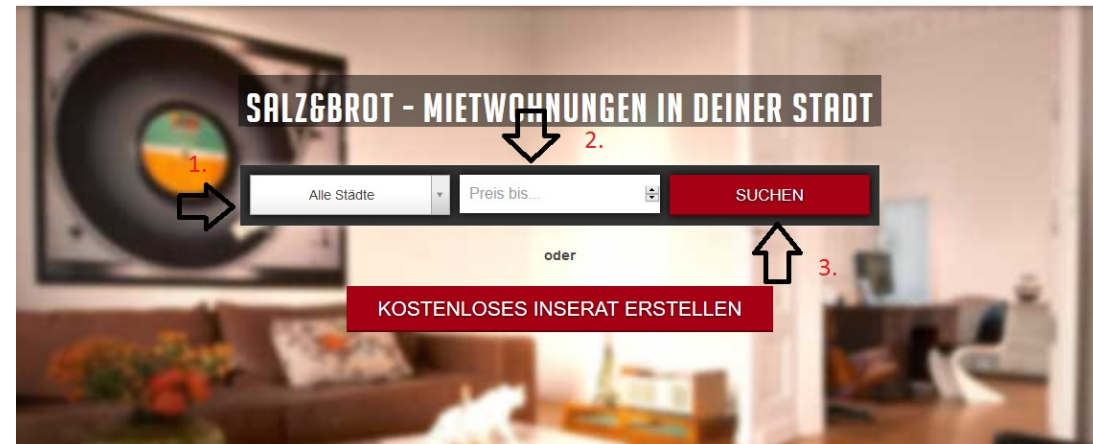 SALZ&BROT - MIETWOHNUNGEN IN DEINER STADT
2.
1.
Alle Städte Preis bis... SUCHEN
oder
3.
KOSTENLOSES INSERAT ERSTELLEN